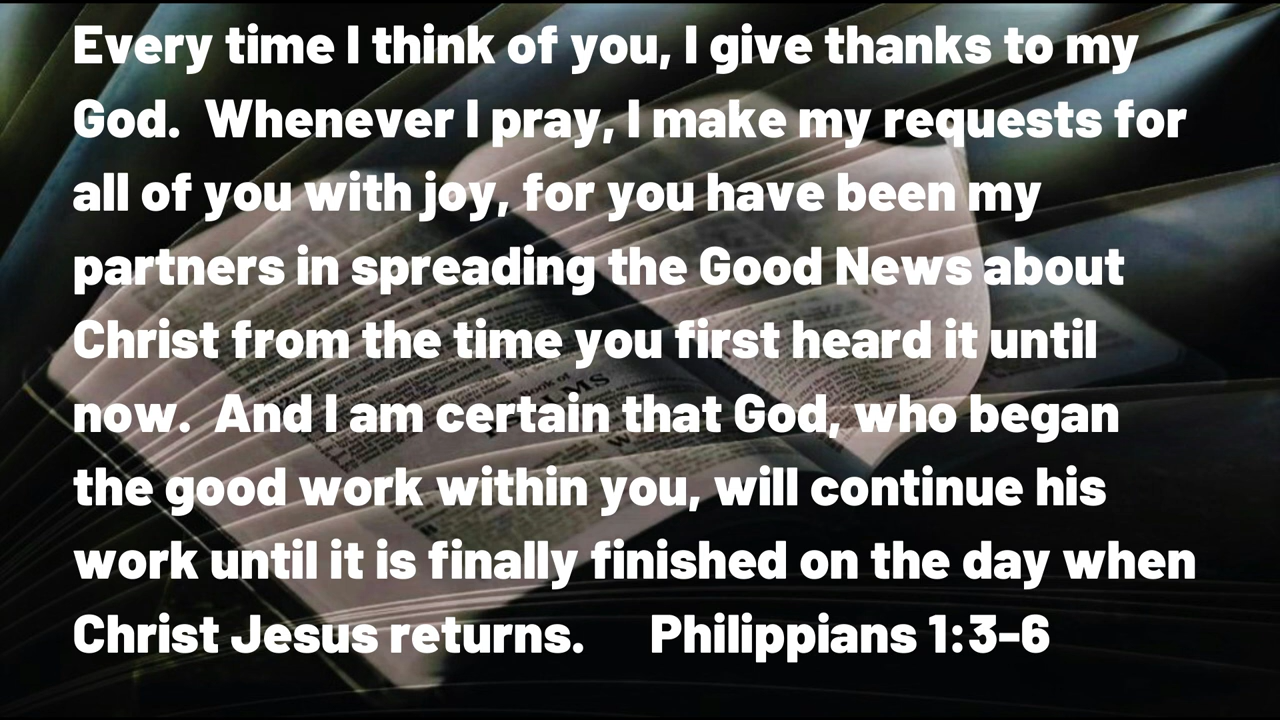 Every time I think of you, I give thanks to my
God.  Whenever I pray, I make my requests for
all of you with joy, for you have been my
partners in spreading the Good News about
Christ from the time you first heard it until
now.  And I am certain that God, who began
the good work within you, will continue his
work until it is finally finished on the day when
Christ Jesus returns.      Philippians 1:3-6
Book of